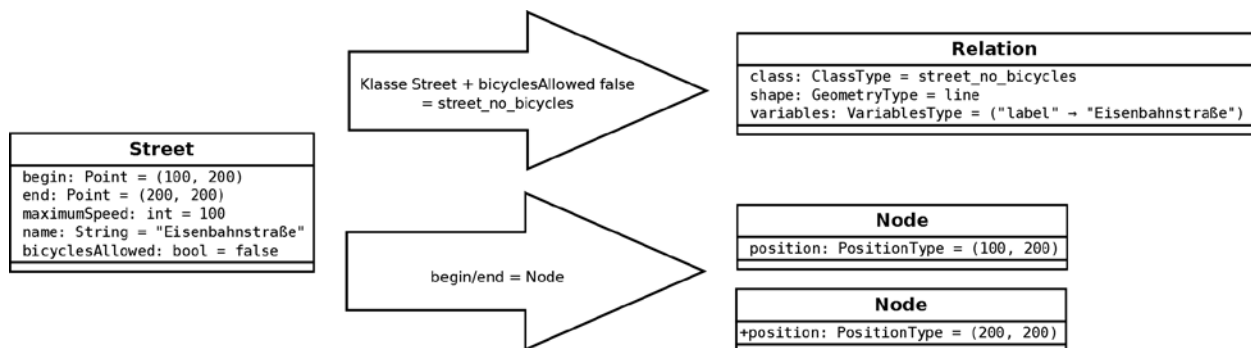 Street
begin: Point = (100, 200)
end: Point = (200, 200)
maximumSpeed: int = 100
name: String = "Eisenbahnstraße"
bicyclesAllowed: bool = false
Klasse Street + bicyclesAllowed false
= street_no_bicycles
begin/end = Node
Relation
class: ClassType = street_no_bicycles
shape: GeometryType = line
variables: VariablesType = ("label" → "Eisenbahnstraße")
Node
position: PositionType = (100, 200)
Node
+position: PositionType = (200, 200)